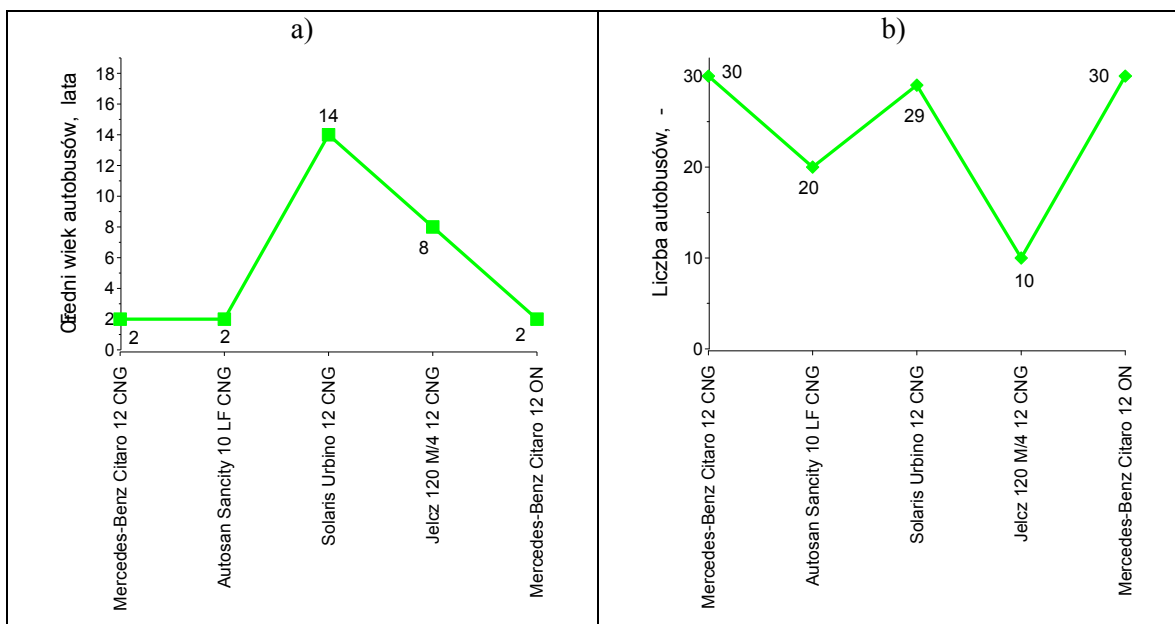 a)
Średni wiek autobusów, lata
18
16
14
12
10
8
6
4
2
0
2
2
14
8
2
Mercedes-Benz Citaro 12 CNG
Autosan Sancity 10 LF CNG
Solaris Urbino 12 CNG
Jelcz 120 M/4 12 CNG
Mercedes-Benz Citaro 12 ON
b)
Liczba autobusów, -
30
20
10
0
30
20
29
10
30
Mercedes-Benz Citaro 12 CNG
Autosan Sancity 10 LF CNG
Solaris Urbino 12 CNG
Jelcz 120 M/4 12 CNG
Mercedes-Benz Citaro 12 ON